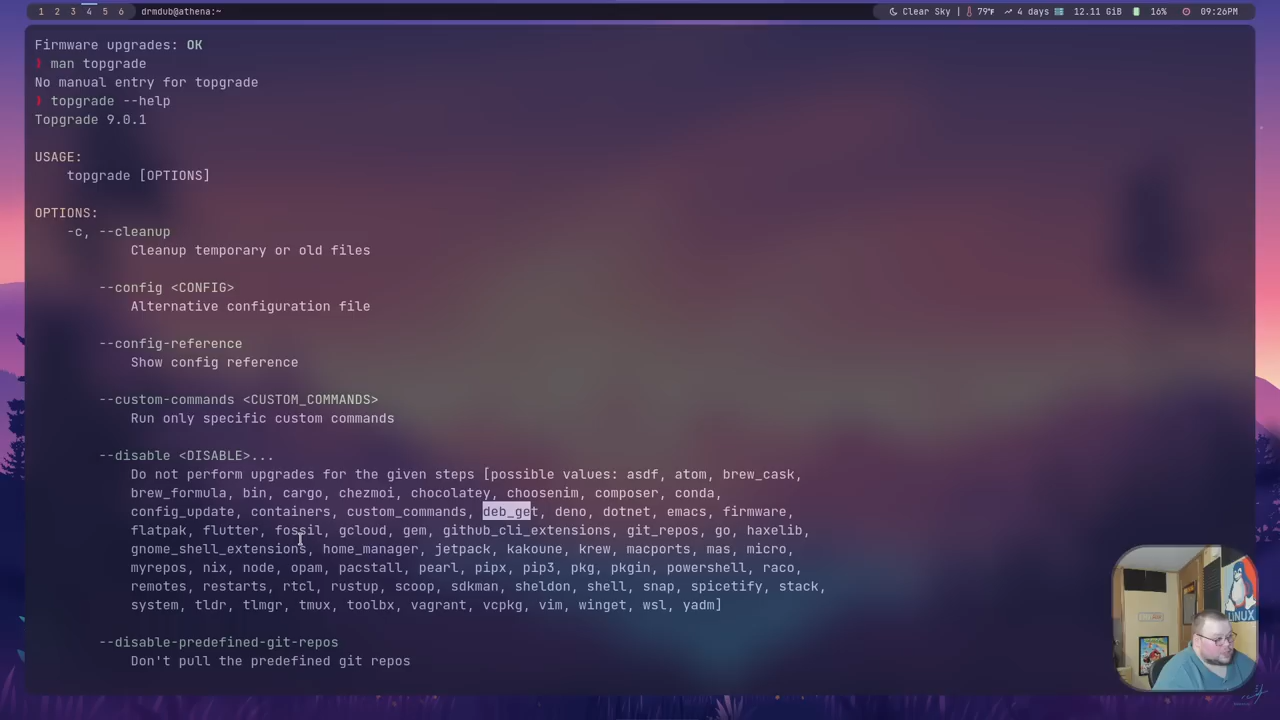 1 2 3 4 5 6 drmdub@athena:~ Clear Sky | 79°F 4 days 12.11 GiB 16% 09:26PM
Firmware upgrades: OK
❫ man topgrade
No manual entry for topgrade
❫ topgrade --help
Topgrade 9.0.1
USAGE:
topgrade [OPTIONS]
OPTIONS:
-c, --cleanup
Cleanup temporary or old files
--config <CONFIG>
Alternative configuration file
--config-reference
Show config reference
--custom-commands <CUSTOM_COMMANDS>
Run only specific custom commands
--disable <DISABLE>...
Do not perform upgrades for the given steps [possible values: asdf, atom, brew_cask,
brew_formula, bin, cargo, chezmoi, chocolatey, choosenim, composer, conda,
config_update, containers, custom_commands, deb_get, deno, dotnet, emacs, firmware,
flatpak, flutter, fossil, gcloud, gem, github_cli_extensions, git_repos, go, haxelib,
gnome_shell_extensions, home_manager, jetpack, kakoune, krew, macports, mas, micro,
myrepos, nix, node, opam, pacstall, pearl, pipx, pip3, pkg, pkgin, powershell, raco,
remotes, restarts, rtcl, rustup, scoop, sdkman, sheldon, shell, snap, spicetify, stack,
system, tldr, tlmgr, tmux, toolbx, vagrant, vcpkg, vim, winget, wsl, yadm]
--disable-predefined-git-repos
Don't pull the predefined git repos
LINUX